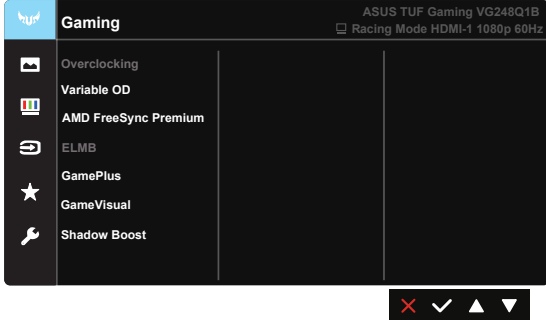 Gaming
ASUS TUF Gaming VG248Q1B
Racing Mode HDMI-1 1080p 60Hz
Overclocking
Variable OD
AMD FreeSync Premium
ELMB
GamePlus
GameVisual
Shadow Boost